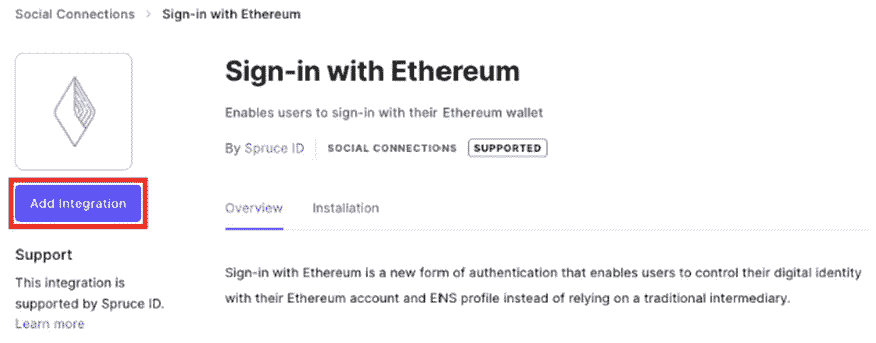 Social Connections > Sign-in with Ethereum
Sign-in with Ethereum
Enables users to sign-in with their Ethereum wallet
By Spruce ID SOCIAL CONNECTIONS SUPPORTED
Add Integration
Overview Installation
Support
This integration is
supported by Spruce ID.
Learn more
Sign-in with Ethereum is a new form of authentication that enables users to control their digital identity
with their Ethereum account and ENS profile instead of relying on a traditional intermediary.